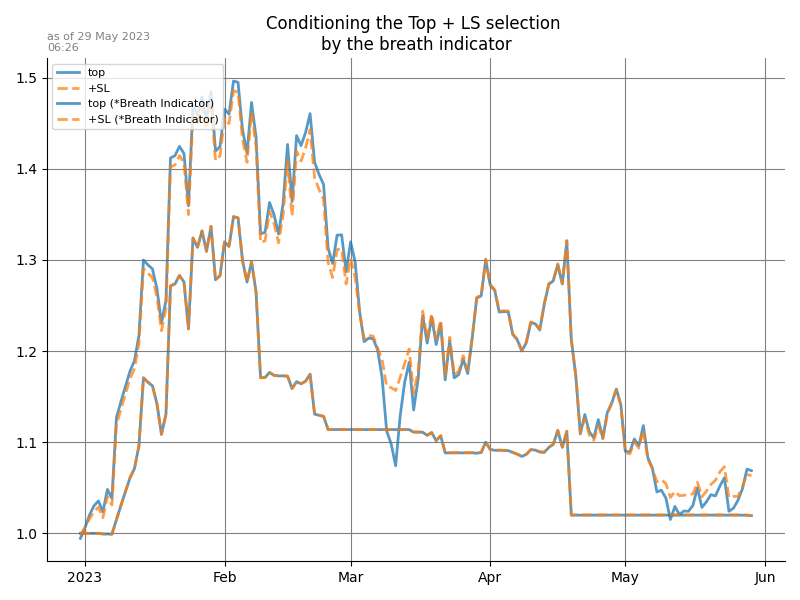 Conditioning the Top + LS selection
by the breath indicator
as of 29 May 2023
06:26
top
+SL
top (*Breath Indicator)
+SL (*Breath Indicator)
1.5
1.4
1.3
1.2
1.1
1.0
2023 Feb Mar Apr May Jun